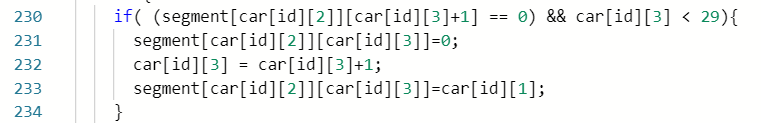 230 if( (segment[car[id][2]][car[id][3]+1] == 0) && car[id][3] < 29){
231 segment[car[id][2]][car[id][3]]=0;
232 car[id][3] = car[id][3]+1;
233 segment[car[id][2]][car[id][3]]=car[id][1];
234 }